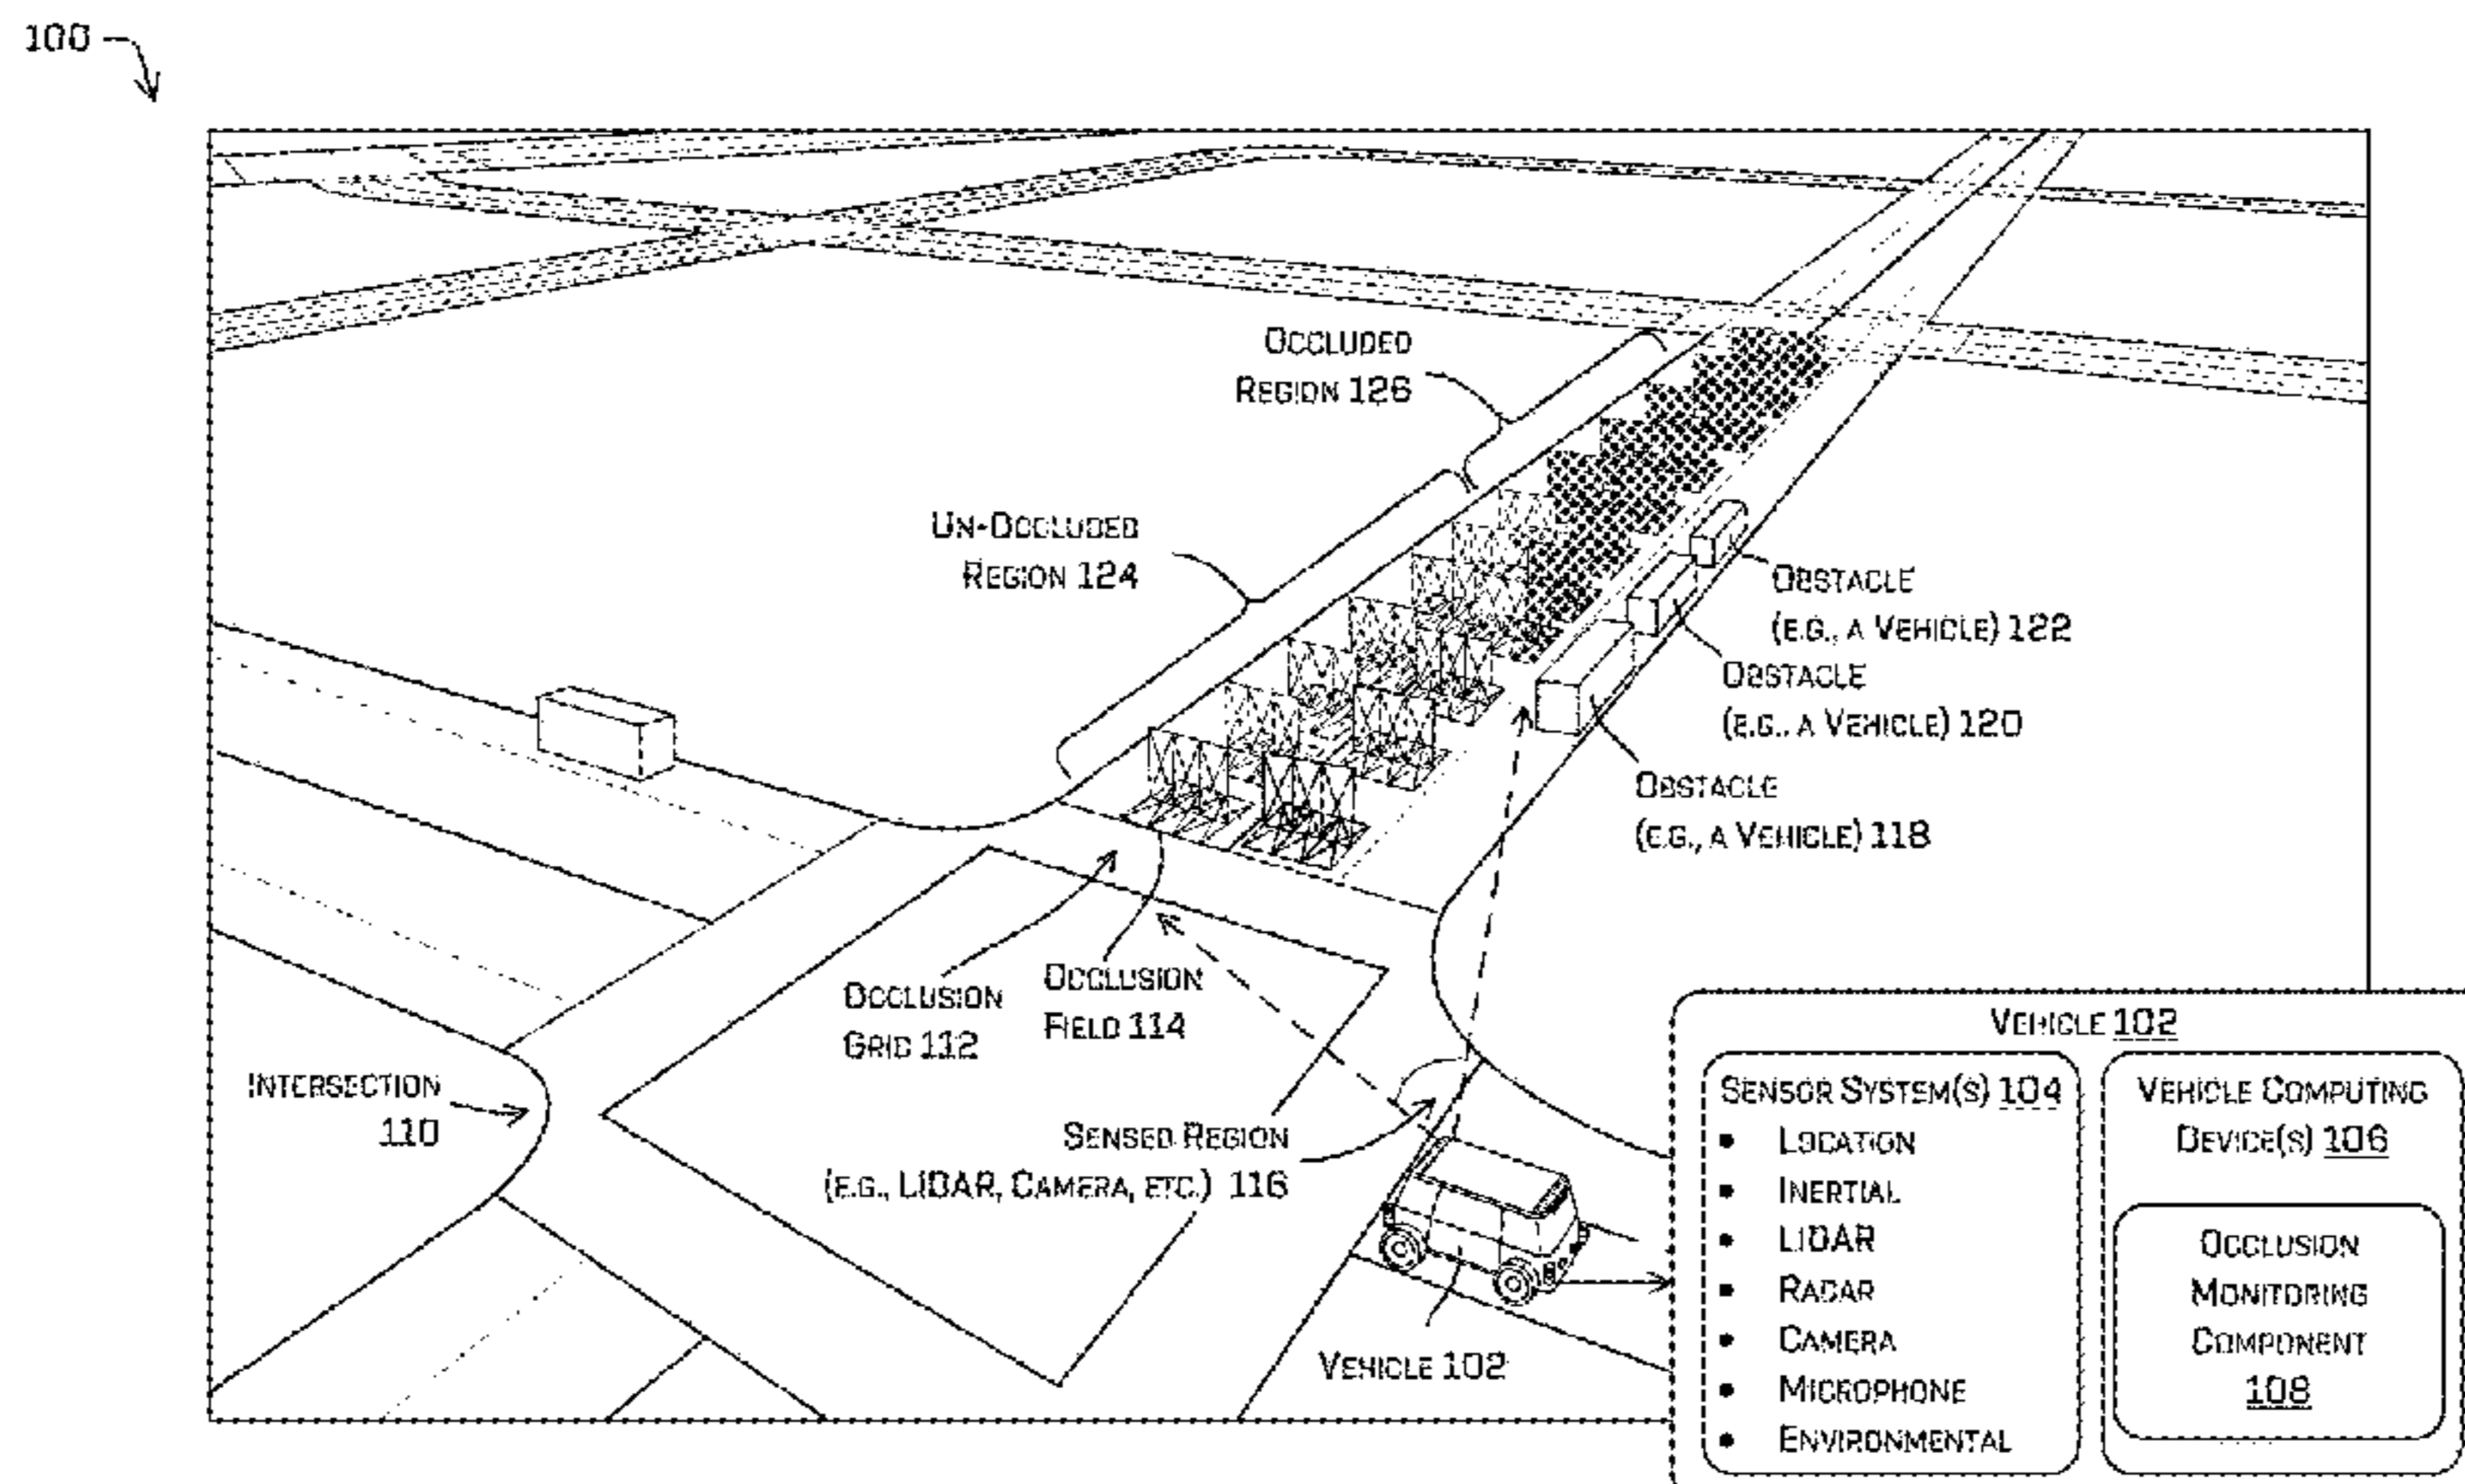 100
OCCLUDED
REGION 126
UN-OCCLUDED
REGION 124
OBSTACLE
(E.G., A VEHICLE) 122
OBSTACLE
(E.G., A VEHICLE) 120
OBSTACLE
(E.G., A VEHICLE) 118
OCCLUSION
GRID 112
OCCLUSION
FIELD 114
INTERSECTION
110
SENSED REGION
(E.G., LIDAR, CAMERA, ETC.) 116
VEHICLE 102
VEHICLE 102
SENSOR SYSTEM(S) 104
• LOCATION
• INERTIAL
• LIDAR
• RADAR
• CAMERA
• MICROPHONE
• ENVIRONMENTAL
VEHICLE COMPUTING
DEVICE(S) 106
OCCLUSION
MONITORING
COMPONENT
108